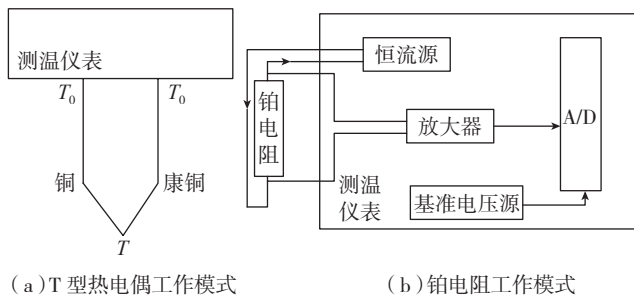 测温仪表
T₀ T₀
铜 康铜
T
(a)T 型热电偶工作模式
恒流源
铂电阻
放大器
A/D
测温
仪表
基准电压源
(b)铂电阻工作模式